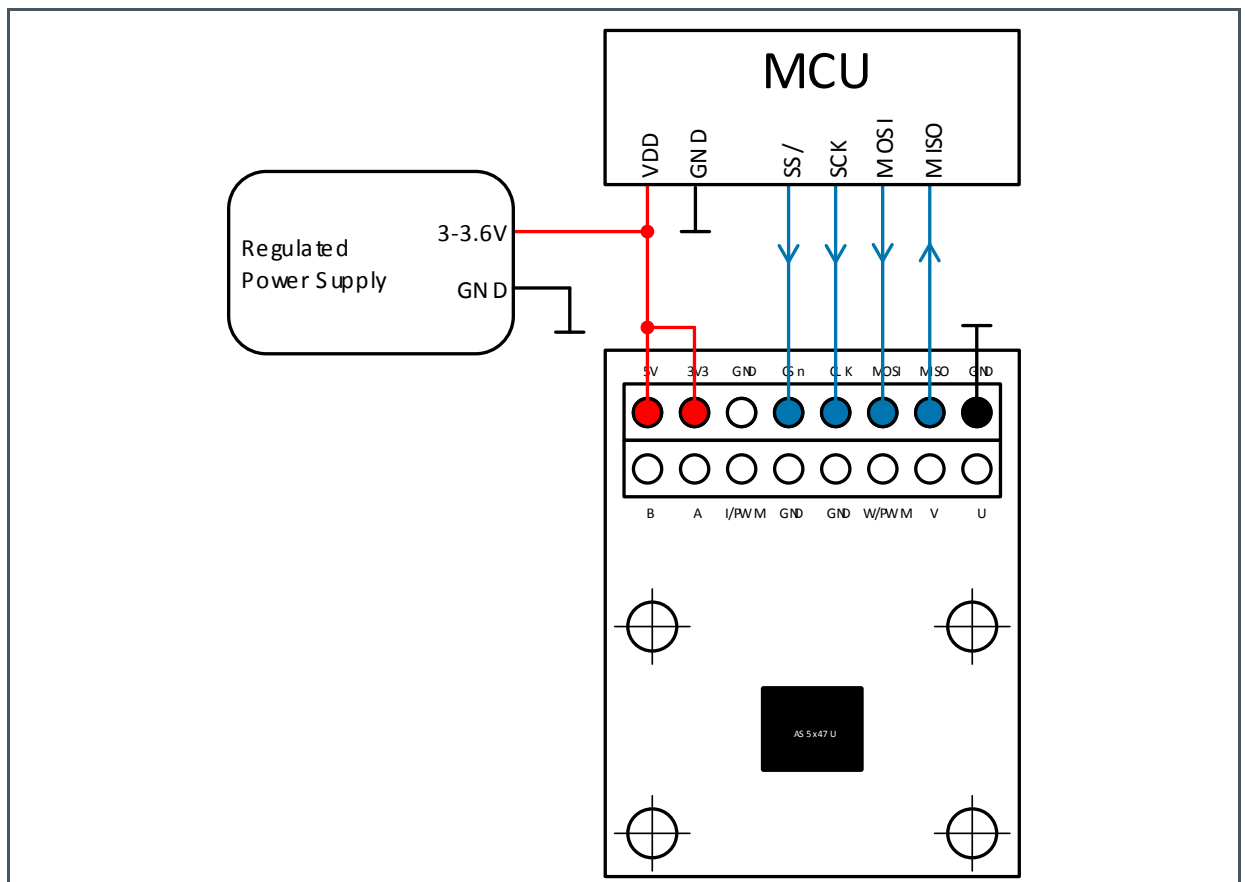 MCU
VDD
GND
SS/
SCK
MOSI
MISO
Regulated
Power Supply
3-3.6V
GND
5V 3V3 GND CSn CLK MOSI MISO GND
B A I/PWM GND GND W/PWM V U
AS5x47U